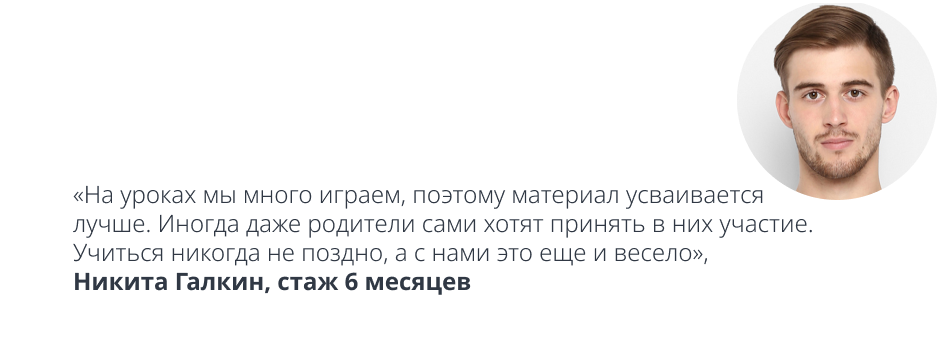 «На уроках мы много играем, поэтому материал усваивается
лучше. Иногда даже родители сами хотят принять в них участие.
Учиться никогда не поздно, а с нами это еще и весело»,
Никита Галкин, стаж 6 месяцев